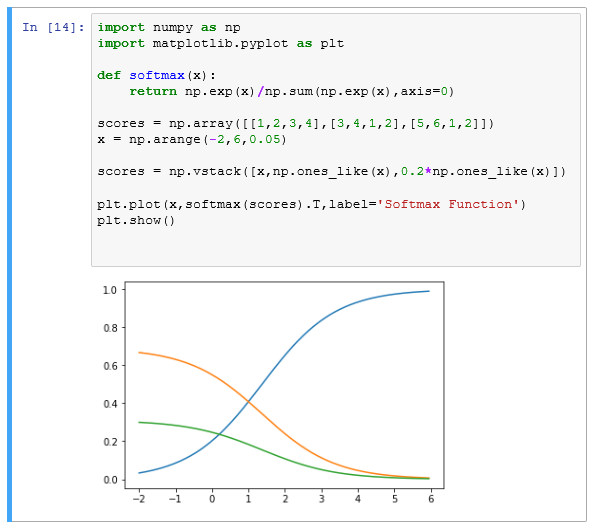 In [14]: import numpy as np
import matplotlib.pyplot as plt
def softmax(x):
    return np.exp(x)/np.sum(np.exp(x),axis=0)
scores = np.array([[1,2,3,4],[3,4,1,2],[5,6,1,2]])
x = np.arange(-2,6,0.05)
scores = np.vstack([x,np.ones_like(x),0.2*np.ones_like(x)])
plt.plot(x,softmax(scores).T,label='Softmax Function')
plt.show()
1.0
0.8
0.6
0.4
0.2
0.0
−2 −1 0 1 2 3 4 5 6